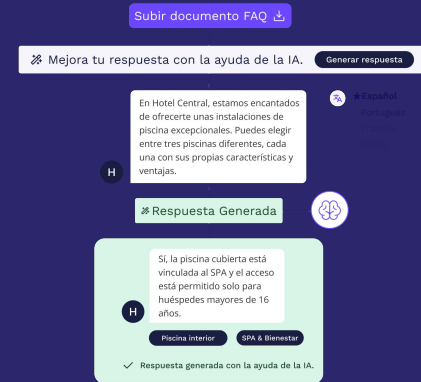 Subir documento FAQ
Mejora tu respuesta con la ayuda de la IA.
Generar respuesta
En Hotel Central, estamos encantados
de ofrecerte unas instalaciones de
piscina excepcionales. Puedes elegir
entre tres piscinas diferentes, cada
una con sus propias características y
ventajas.
H
★Español
Português
Respuesta Generada
Sí, la piscina cubierta está
vinculada al SPA y el acceso
está permitido solo para
huéspedes mayores de 16
años.
H
Piscina interior
SPA & Bienestar
Respuesta generada con la ayuda de la IA.